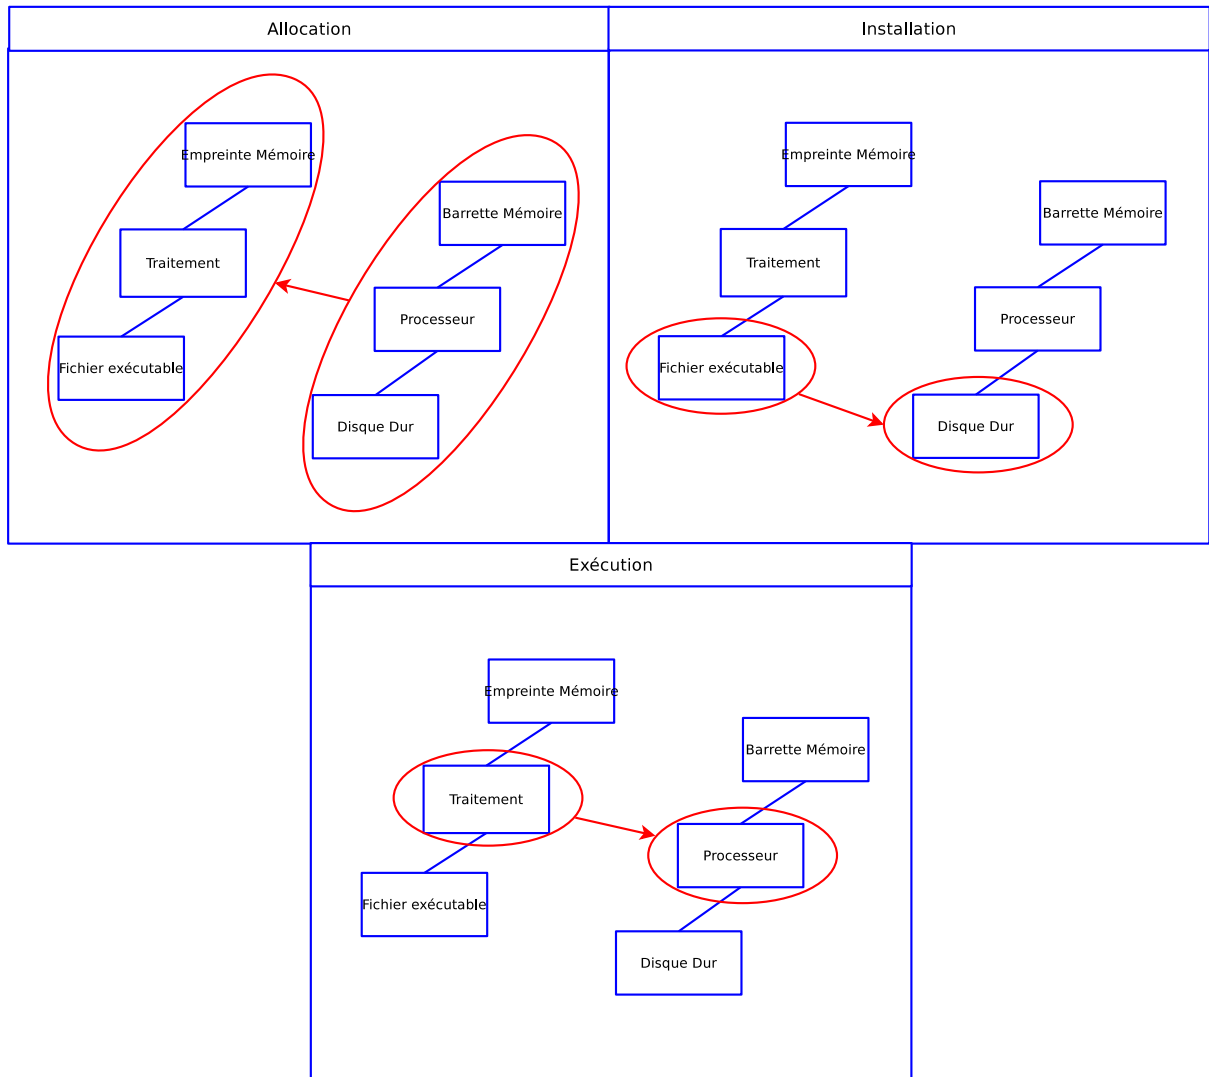 Allocation
Installation
Empreinte Mémoire
Barrette Mémoire
Traitement
Processeur
Fichier exécutable
Disque Dur
Empreinte Mémoire
Barrette Mémoire
Traitement
Processeur
Fichier exécutable
Disque Dur
Exécution
Empreinte Mémoire
Barrette Mémoire
Traitement
Processeur
Fichier exécutable
Disque Dur